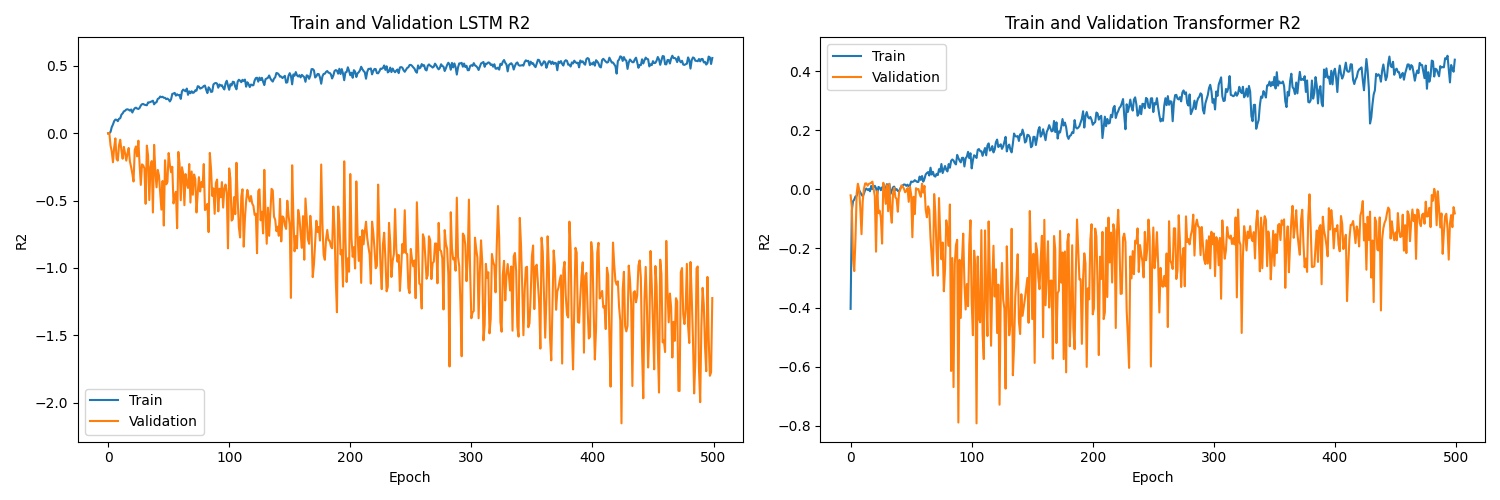 Train and Validation LSTM R2
0.5
0.0
−0.5
−1.0
−1.5
−2.0
R2
Train
Validation
0
100
200
300
400
500
Epoch
Train and Validation Transformer R2
Train
Validation
0.4
0.2
0.0
−0.2
−0.4
−0.6
−0.8
R2
0
100
200
300
400
500
Epoch